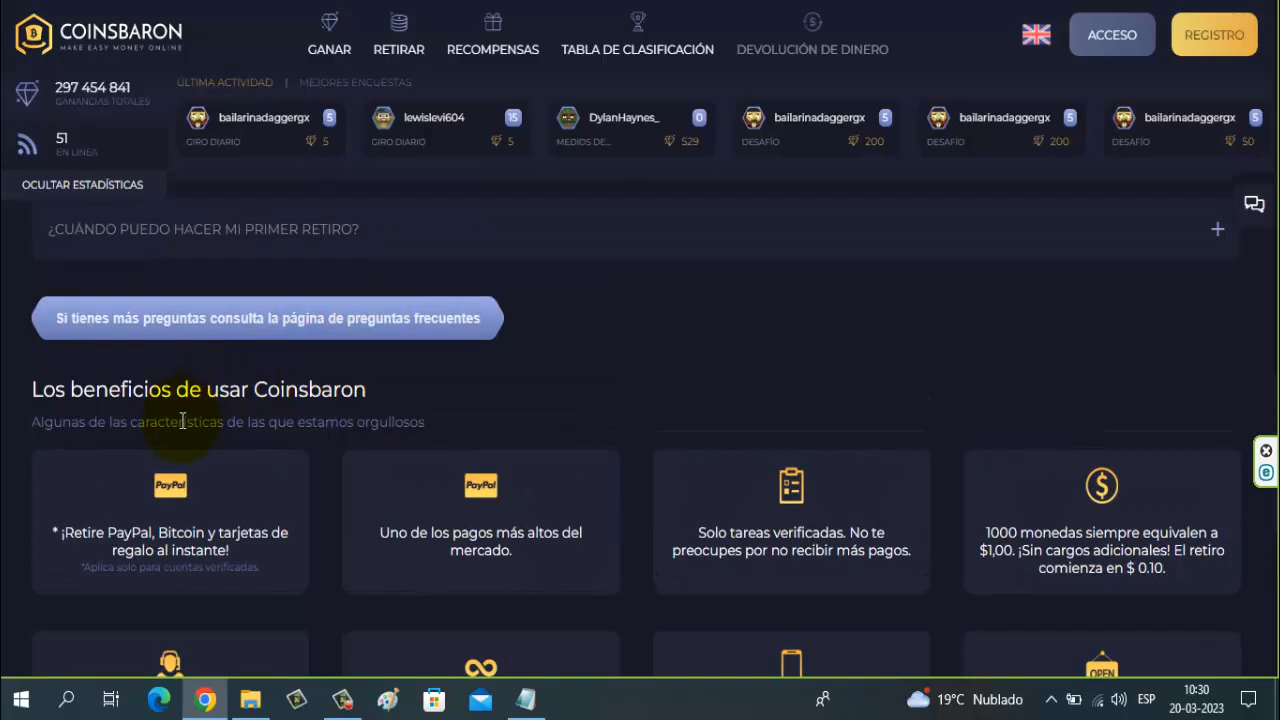 COINSBARON
MAKE EASY MONEY ONLINE
GANAR
RETIRAR
RECOMPENSAS
TABLA DE CLASIFICACIÓN
DEVOLUCIÓN DE DINERO
ACCESO
REGISTRO
297 454 841
GANANCIAS TOTALES
51
EN LÍNEA
OCULTAR ESTADÍSTICAS
ÚLTIMA ACTIVIDAD | MEJORES ENCUESTAS
bailarinadaggergx 5
GIRO DIARIO 5
lewislevi604 15
GIRO DIARIO 5
DylanHaynes_ 0
MEDIOS DE... 529
bailarinadaggergx 5
DESAFÍO 200
bailarinadaggergx 5
DESAFÍO 200
bailarinadaggergx 5
DESAFÍO 50
¿CUÁNDO PUEDO HACER MI PRIMER RETIRO? +
Si tienes más preguntas consulta la página de preguntas frecuentes
Los beneficios de usar Coinsbaron
Algunas de las características de las que estamos orgullosos
PayPal
* ¡Retire PayPal, Bitcoin y tarjetas de
regalo al instante!
*Aplica solo para cuentas verificadas.
PayPal
Uno de los pagos más altos del
mercado.
Solo tareas verificadas. No te
preocupes por no recibir más pagos.
1000 monedas siempre equivalen a
$1,00. ¡Sin cargos adicionales! El retiro
comienza en $ 0.10.
OPEN
19°C Nublado
ESP
10:30
20-03-2023